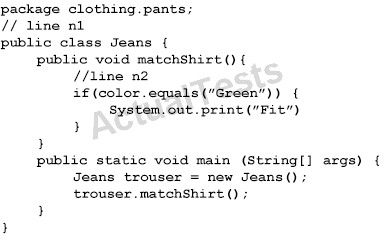 package clothing.pants;
// line n1
public class Jeans {
    public void matchShirt(){
        //line n2
        if(color.equals("Green")) {
            System.out.print("Fit")
        }
    }
    public static void main (String[] args) {
        Jeans trouser = new Jeans();
        trouser.matchShirt();
    }
}
ActualTests